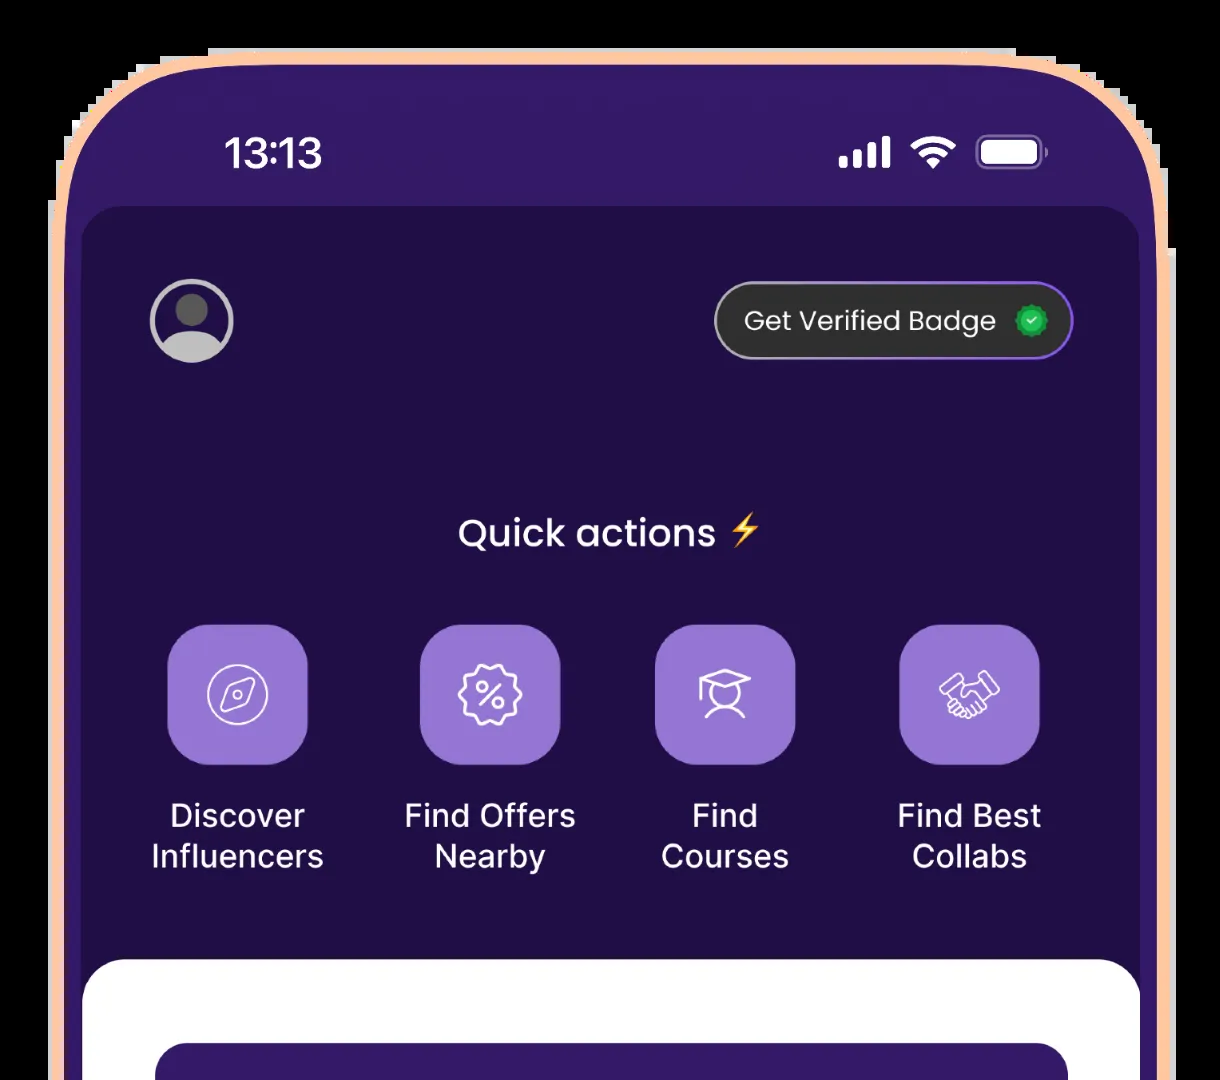 13:13
Get Verified Badge
Quick actions ⚡
Discover
Influencers
Find Offers
Nearby
Find
Courses
Find Best
Collabs